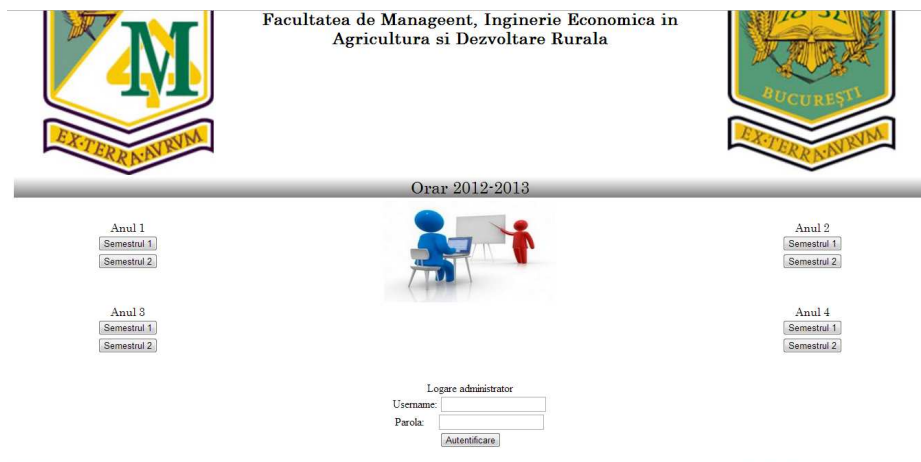 Facultatea de Manageent, Inginerie Economica in
Agricultura si Dezvoltare Rurala
M
EX·TERRA·AVRVM
BUCUREȘTI
EX·TERRA·AVRVM
Orar 2012-2013
Anul 1
Semestrul 1
Semestrul 2
Anul 2
Semestrul 1
Semestrul 2
Anul 3
Semestrul 1
Semestrul 2
Anul 4
Semestrul 1
Semestrul 2
Logare administrator
Username:
Parola:
Autentificare